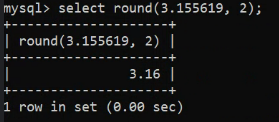 mysql> select round(3.155619, 2);
+--------------------+
| round(3.155619, 2) |
+--------------------+
|               3.16 |
+--------------------+
1 row in set (0.00 sec)